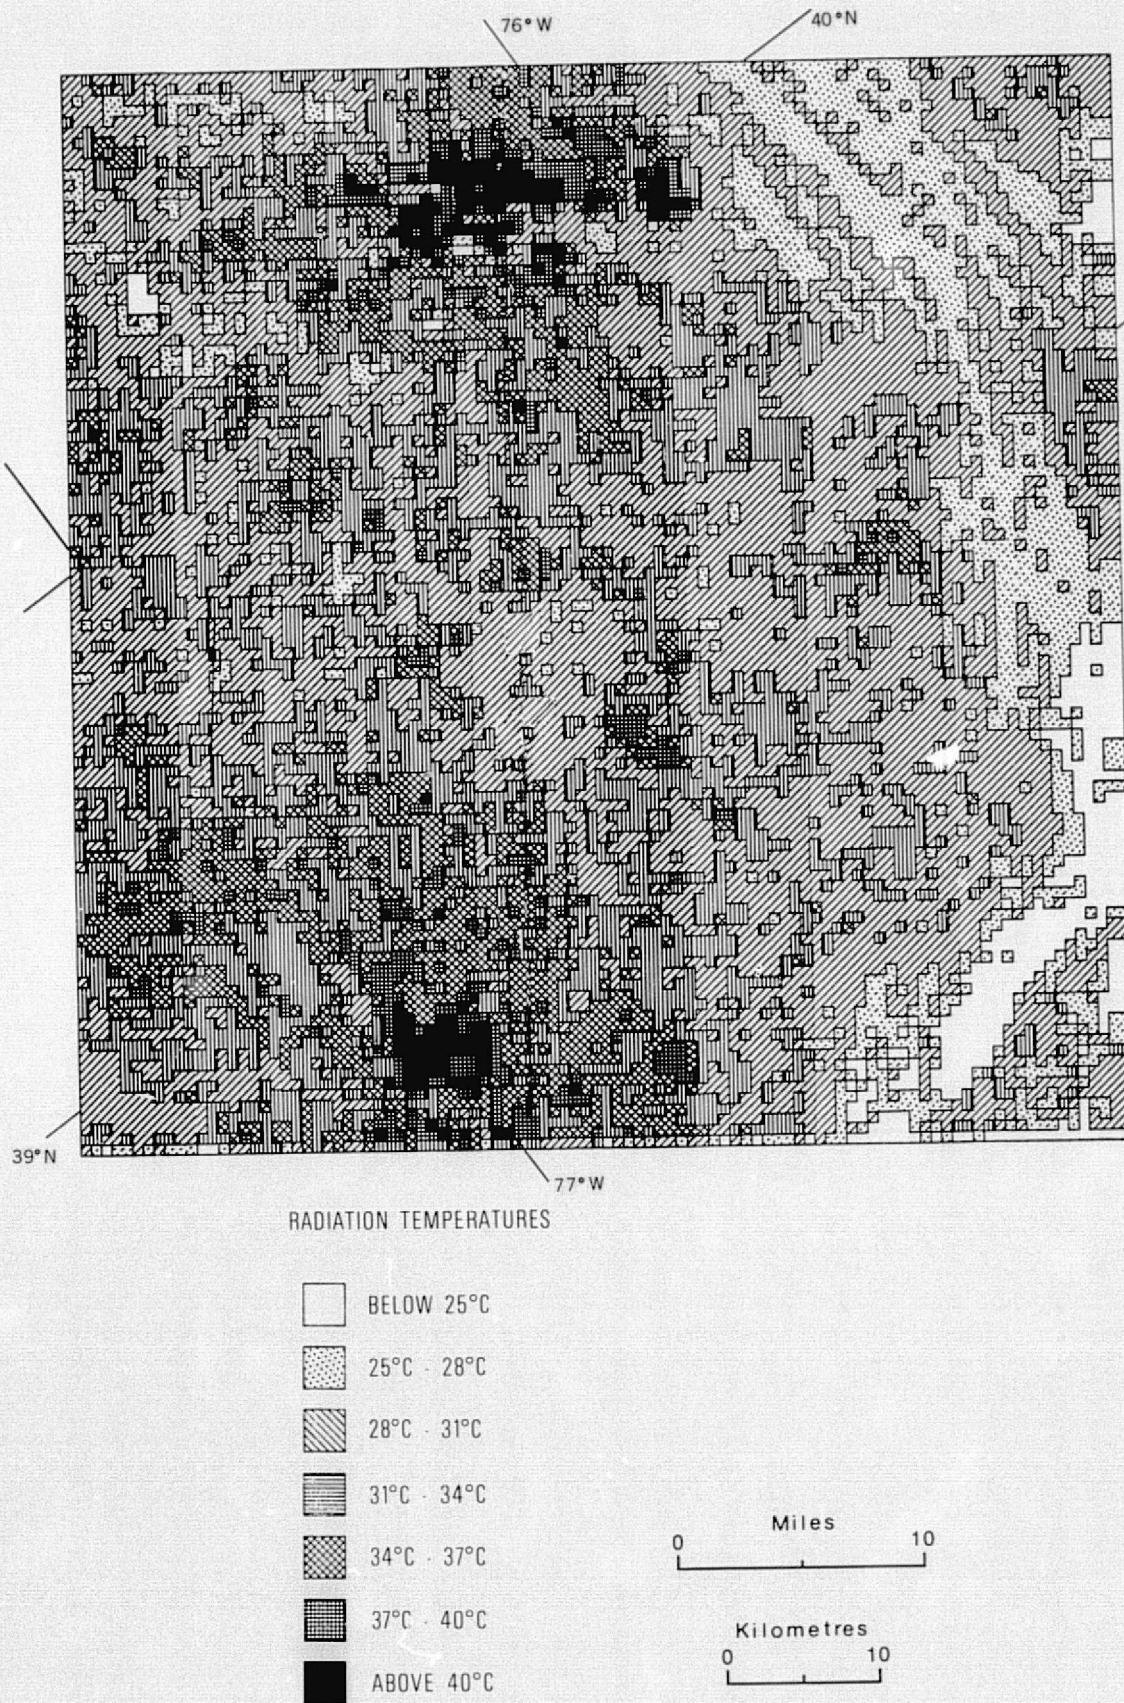 76°W
40°N
39°N
77°W
RADIATION TEMPERATURES
BELOW 25°C
25°C - 28°C
28°C - 31°C
31°C - 34°C
34°C - 37°C
37°C - 40°C
ABOVE 40°C
Miles
0 10
Kilometres
0 10